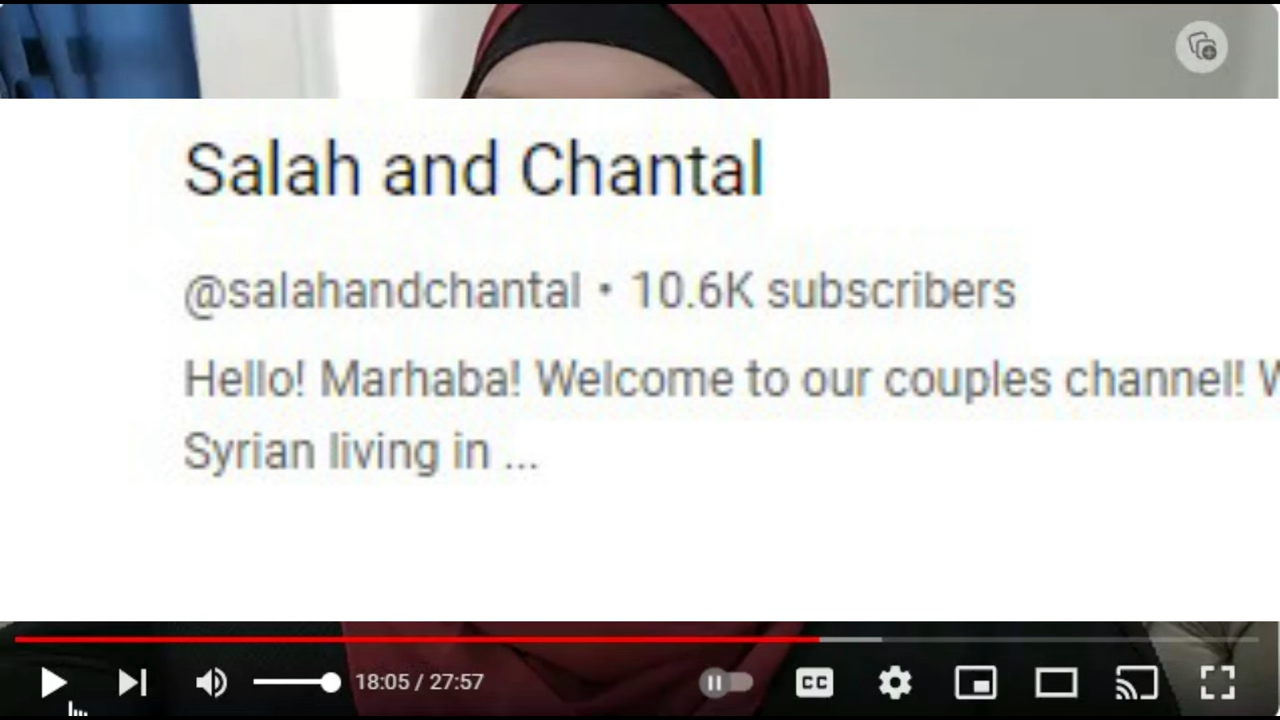 Salah and Chantal
@salahandchantal • 10.6K subscribers
Hello! Marhaba! Welcome to our couples channel!
Syrian living in ...
18:05 / 27:57
CC